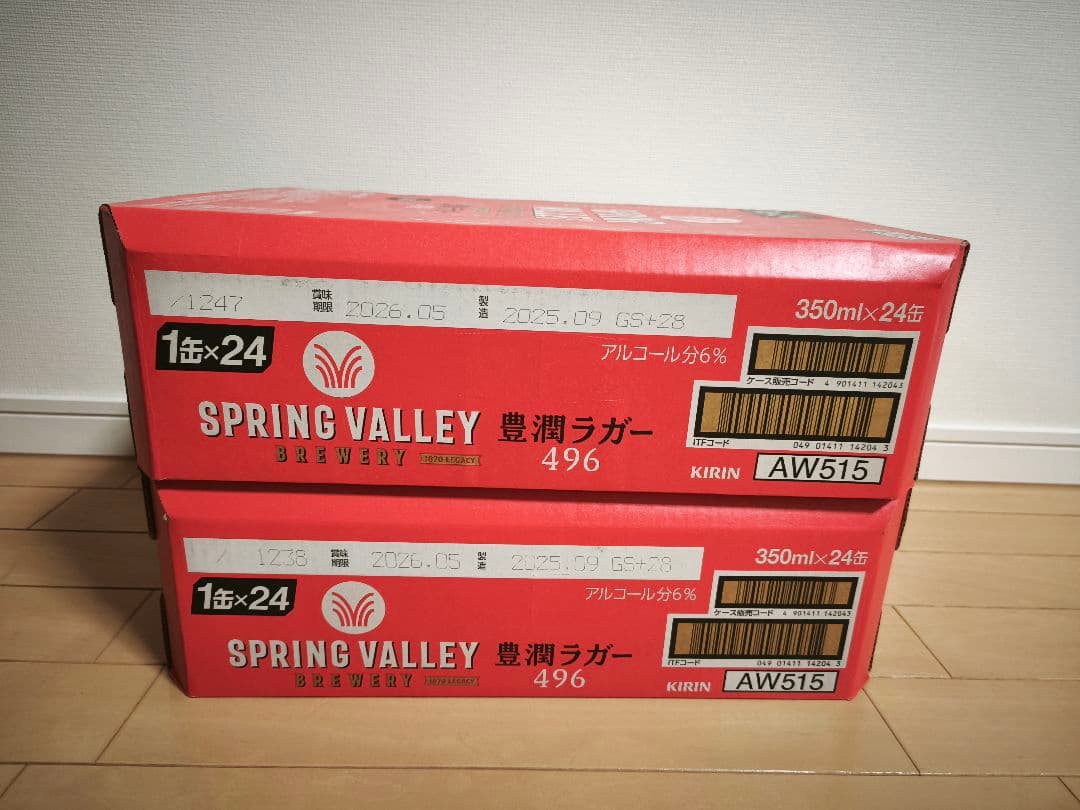 /1247 賞味期限 2026.05 製造 2025.09 GS+28
350ml×24缶
アルコール分6%
1缶×24
ケース販売コード 4 901411 142043
SPRING VALLEY
BREWERY 1870 LEGACY
豊潤ラガー
496
ITFコード 049 01411 14204 3
KIRIN AW515
/ 1238 賞味期限 2026.05 製造 2025.09 GS+28
350ml×24缶
アルコール分6%
1缶×24
ケース販売コード 4 901411 142043
SPRING VALLEY
BREWERY 1870 LEGACY
豊潤ラガー
496
ITFコード 049 01411 14204 3
KIRIN AW515